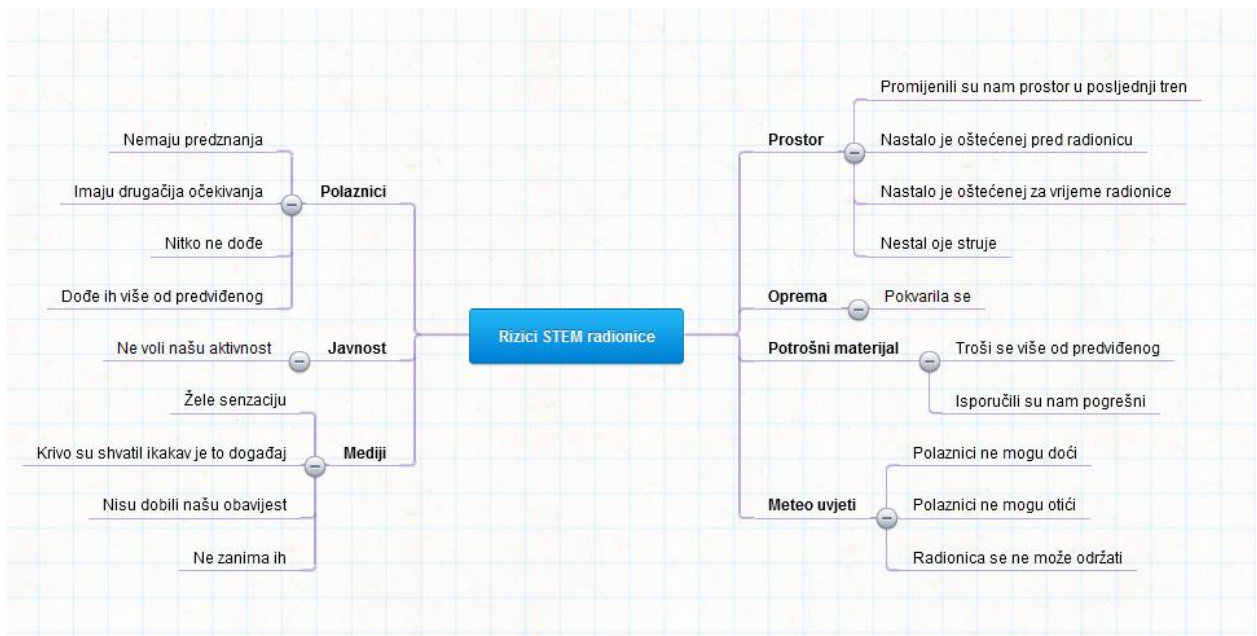 Rizici STEM radionice
Polaznici
Nemaju predznanja
Imaju drugačija očekivanja
Nitko ne dođe
Dođe ih više od predviđenog
Javnost
Ne voli našu aktivnost
Mediji
Žele senzaciju
Krivo su shvatil ikakav je to događaj
Nisu dobili našu obavijest
Ne zanima ih
Prostor
Promijenili su nam prostor u posljednji tren
Nastalo je oštećenej pred radionicu
Nastalo je oštećenej za vrijeme radionice
Nestal oje struje
Oprema
Pokvarila se
Potrošni materijal
Troši se više od predviđenog
Isporučili su nam pogrešni
Meteo uvjeti
Polaznici ne mogu doći
Polaznici ne mogu otići
Radionica se ne može održati